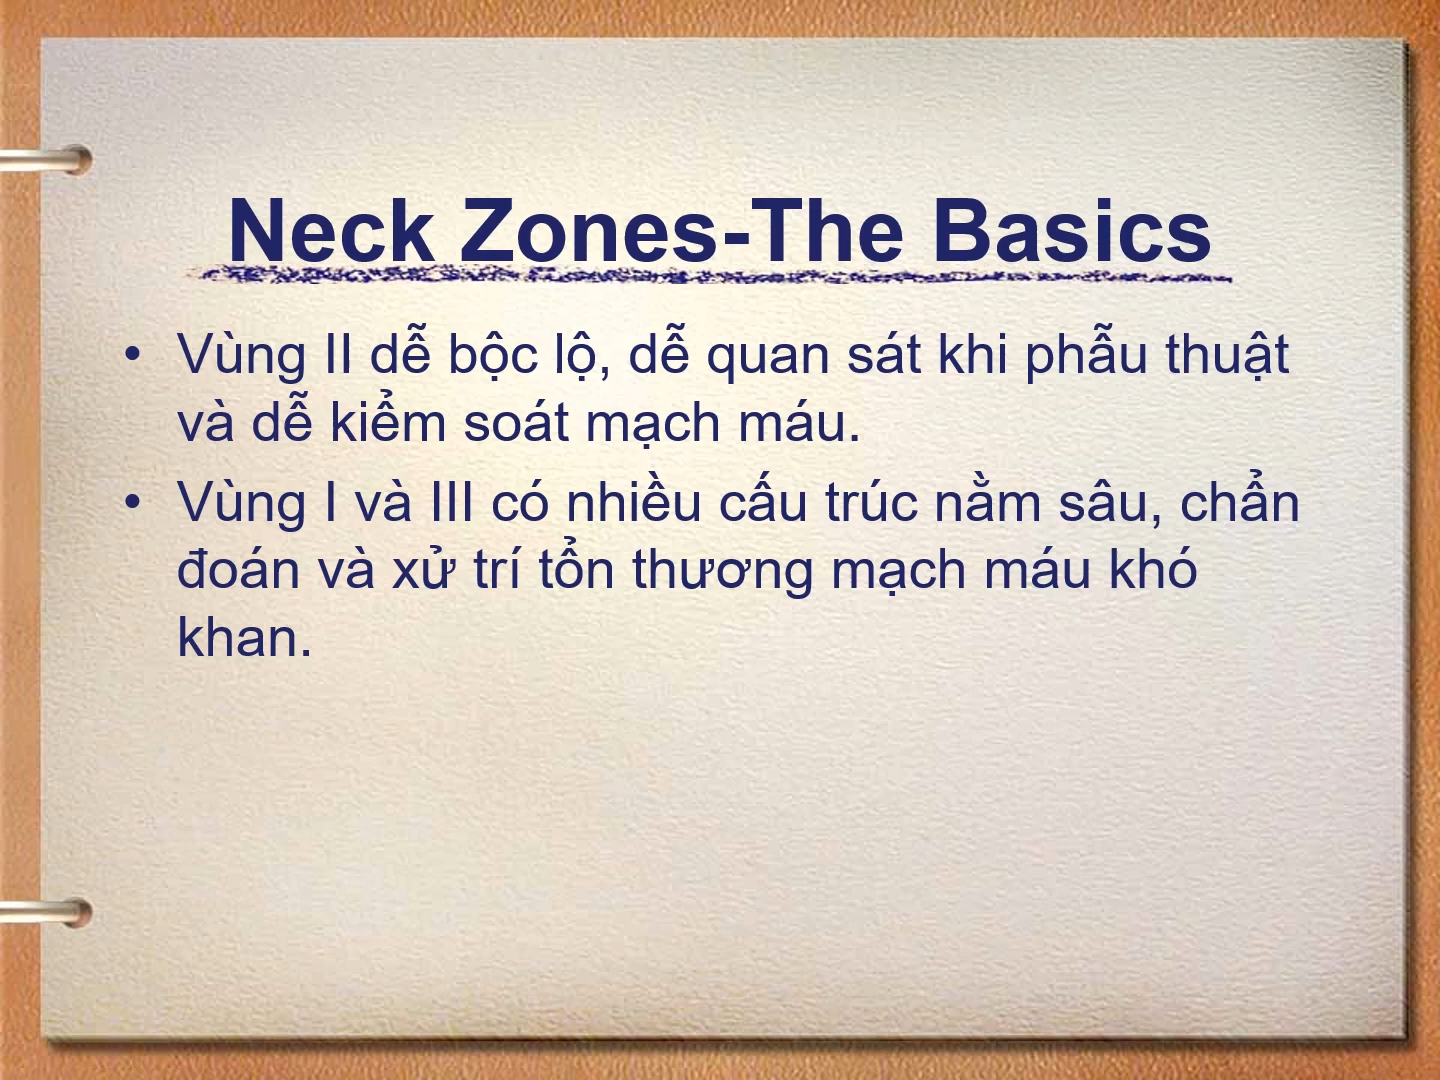 Neck Zones-The Basics
• Vùng II dễ bộc lộ, dễ quan sát khi phẫu thuật
và dễ kiểm soát mạch máu.
• Vùng I và III có nhiều cấu trúc nằm sâu, chẩn
đoán và xử trí tổn thương mạch máu khó
khan.